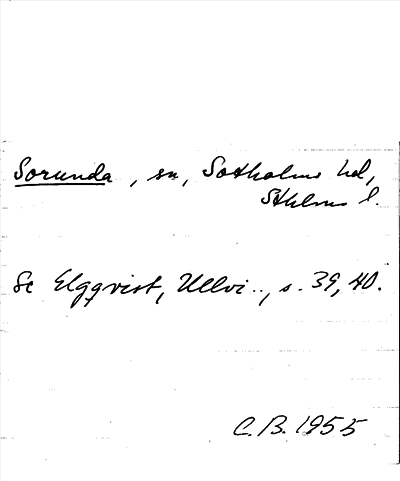 Sorunda, sn, Sotholms hd,
Sthlms l.
Se Elgqvist, Ullvi.., s. 39, 40.
C.B. 1955